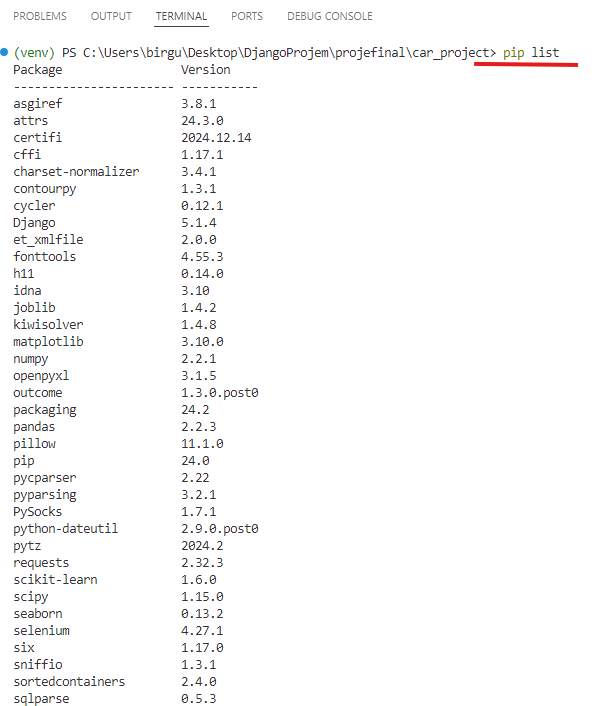 PROBLEMS OUTPUT TERMINAL PORTS DEBUG CONSOLE
(venv) PS C:\Users\birgu\Desktop\DjangoProjem\projefinal\car_project> pip list
Package Version
---------------------- -----------
asgiref 3.8.1
attrs 24.3.0
certifi 2024.12.14
cffi 1.17.1
charset-normalizer 3.4.1
contourpy 1.3.1
cycler 0.12.1
Django 5.1.4
et_xmlfile 2.0.0
fonttools 4.55.3
h11 0.14.0
idna 3.10
joblib 1.4.2
kiwisolver 1.4.8
matplotlib 3.10.0
numpy 2.2.1
openpyxl 3.1.5
outcome 1.3.0.post0
packaging 24.2
pandas 2.2.3
pillow 11.1.0
pip 24.0
pycparser 2.22
pyparsing 3.2.1
PySocks 1.7.1
python-dateutil 2.9.0.post0
pytz 2024.2
requests 2.32.3
scikit-learn 1.6.0
scipy 1.15.0
seaborn 0.13.2
selenium 4.27.1
six 1.17.0
sniffio 1.3.1
sortedcontainers 2.4.0
sqlparse 0.5.3